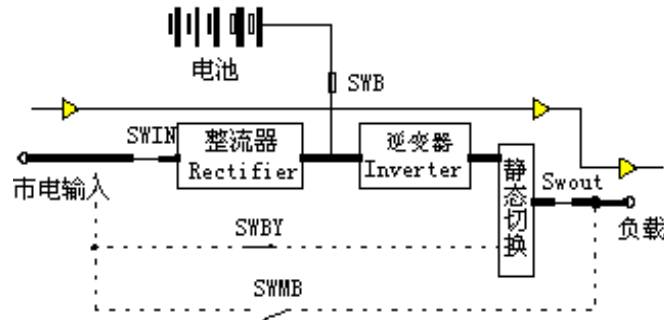 电池
SWB
SWIN
整流器
Rectifier
逆变器
Inverter
静态切换
Swout
市电输入
负载
SWBY
SWMB